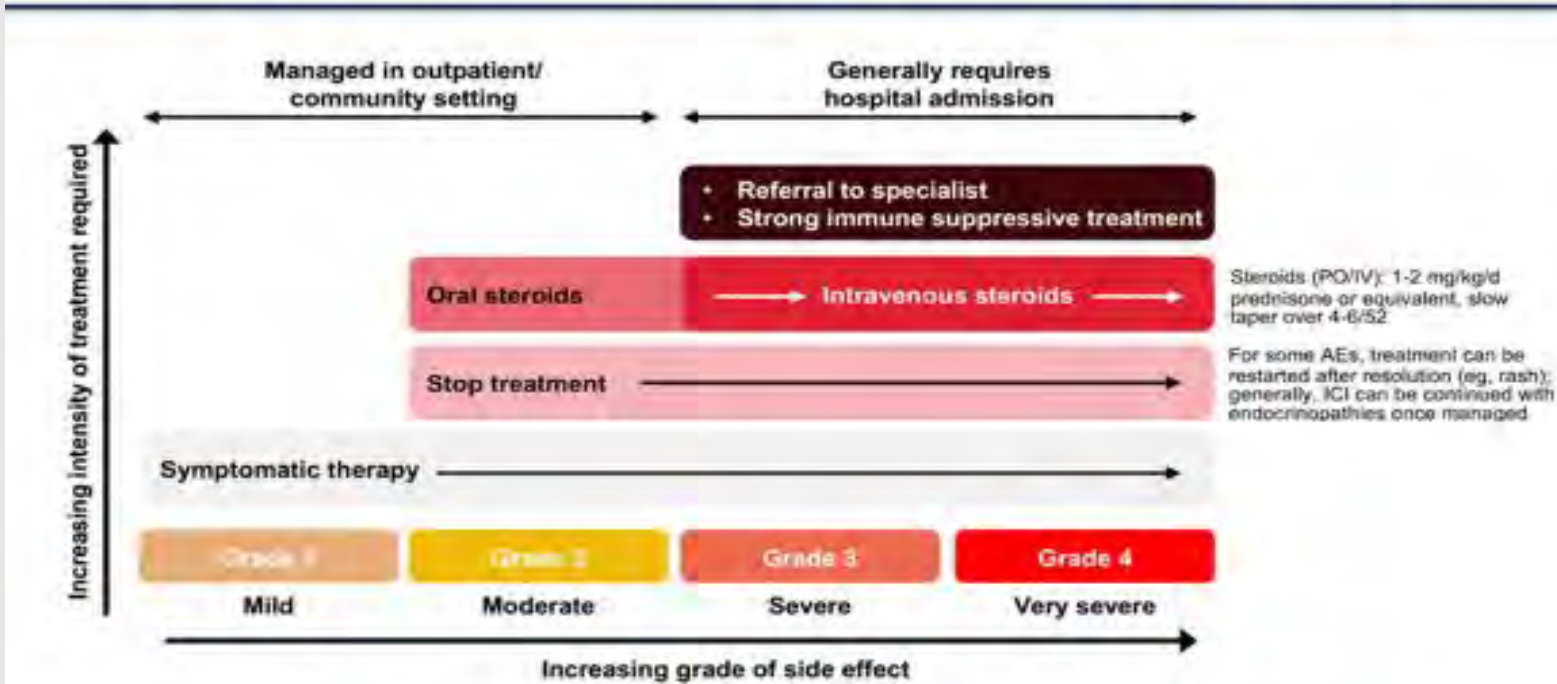 Managed in outpatient/
community setting
Generally requires
hospital admission
Increasing intensity of treatment required
• Referral to specialist
• Strong immune suppressive treatment
Oral steroids
Intravenous steroids
Steroids (PO/IV): 1-2 mg/kg/d
prednisone or equivalent, slow
taper over 4-6/52
Stop treatment
For some AEs, treatment can be
restarted after resolution (eg, rash);
generally, ICI can be continued with
endocrinopathies once managed
Symptomatic therapy
Grade 1
Grade 2
Grade 3
Grade 4
Mild
Moderate
Severe
Very severe
Increasing grade of side effect